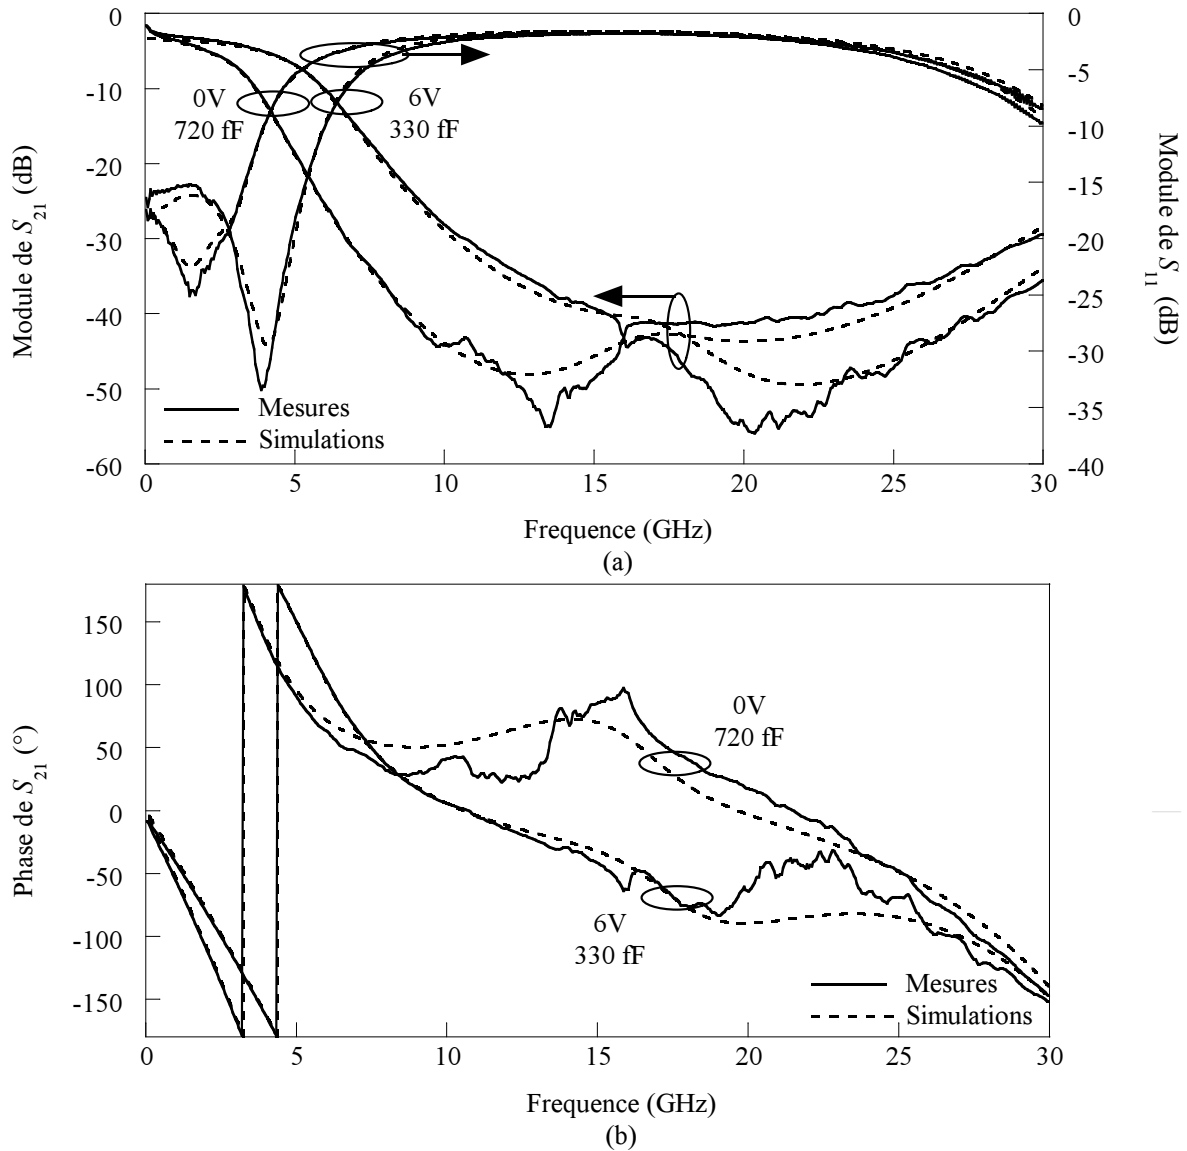 0
-10
-20
-30
-40
-50
-60
Module de S21 (dB)
0
-5
-10
-15
-20
-25
-30
-35
-40
Module de S11 (dB)
0V
720 fF
6V
330 fF
Mesures
Simulations
0 5 10 15 20 25 30
Frequence (GHz)
(a)
150
100
50
0
-50
-100
-150
Phase de S21 (°)
0V
720 fF
6V
330 fF
Mesures
Simulations
0 5 10 15 20 25 30
Frequence (GHz)
(b)